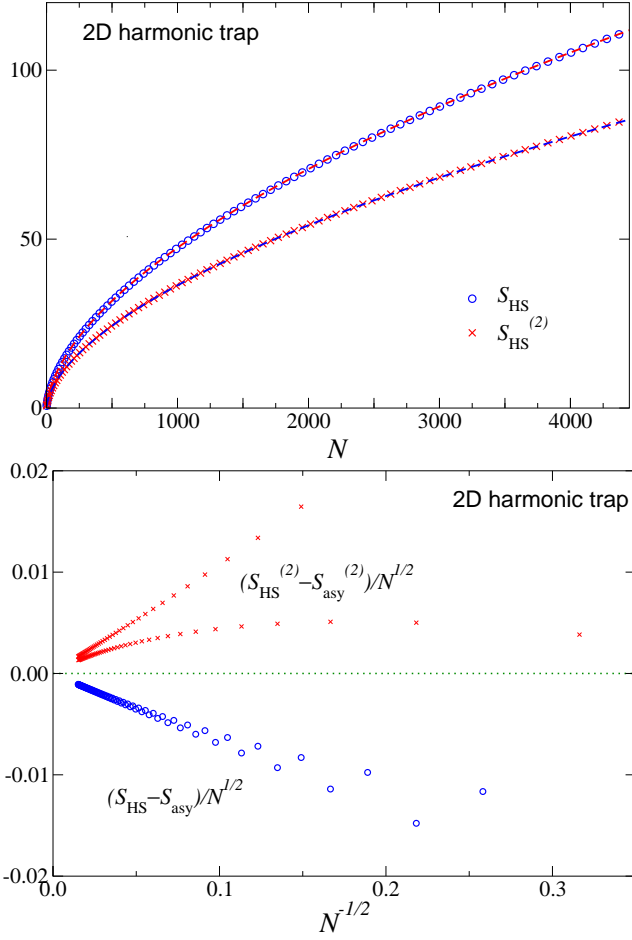 2D harmonic trap
100
50
0
S_HS
S_HS^(2)
0 1000 2000 3000 4000
N
0.02
2D harmonic trap
0.01
(S_HS^(2)−S_asy^(2))/N^1/2
0.00
-0.01
(S_HS−S_asy)/N^1/2
-0.02
0.0 0.1 0.2 0.3
N^-1/2